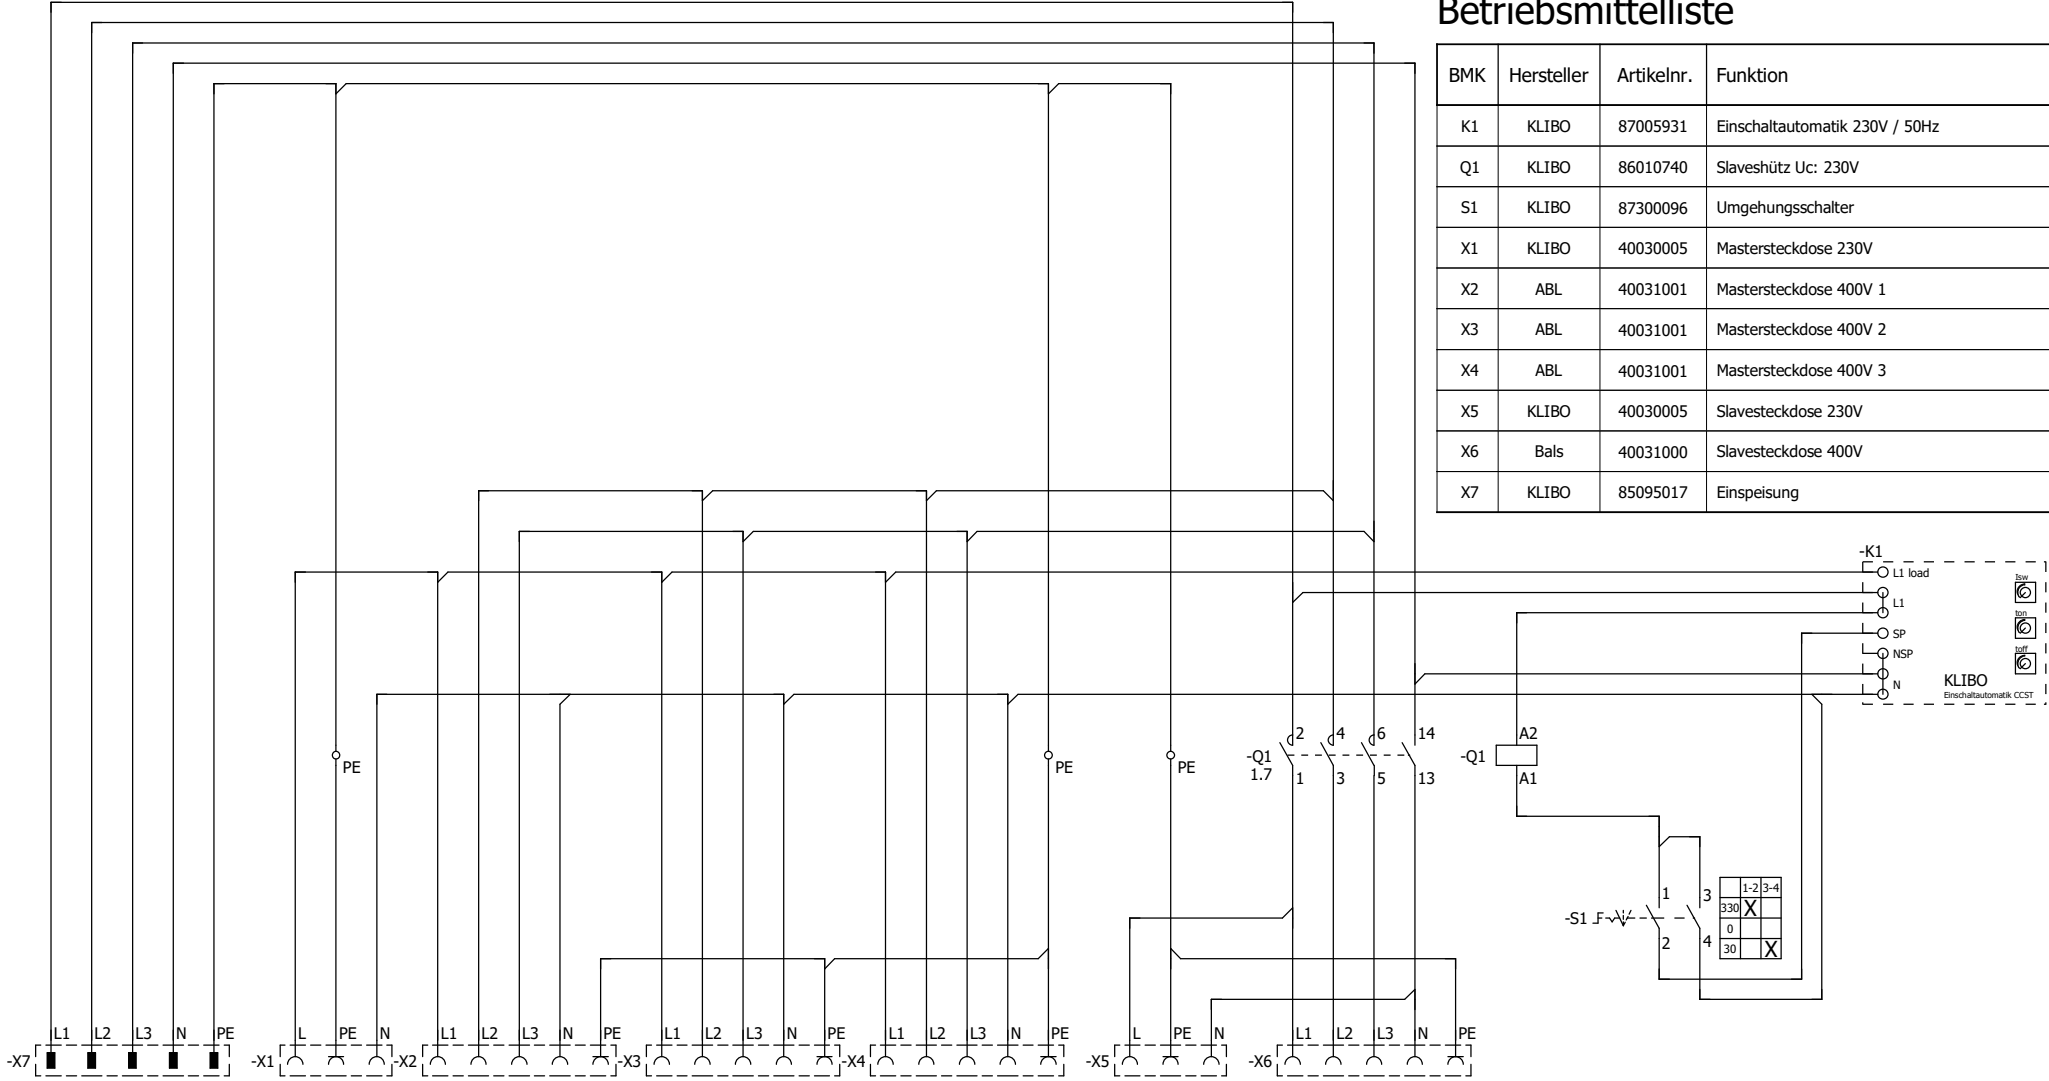 Betriebsmittelliste
BMK Hersteller Artikelnr. Funktion
K1 KLIBO 87005931 Einschaltautomatik 230V / 50Hz
Q1 KLIBO 86010740 Slaveshütz Uc: 230V
S1 KLIBO 87300096 Umgehungsschalter
X1 KLIBO 40030005 Mastersteckdose 230V
X2 ABL 40031001 Mastersteckdose 400V 1
X3 ABL 40031001 Mastersteckdose 400V 2
X4 ABL 40031001 Mastersteckdose 400V 3
X5 KLIBO 40030005 Slavesteckdose 230V
X6 Bals 40031000 Slavesteckdose 400V
X7 KLIBO 85095017 Einspeisung
-K1
L1 load
Isw
L1
ton
SP
NSP
toff
N
KLIBO
Einschaltautomatik CCST
PE PE PE
-Q1
1.7
2 4 6 14
1 3 5 13
-Q1
A2
A1
-S1
1 3
2 4
1-2 3-4
330 X
0
30 X
-X7 L1 L2 L3 N PE
-X1 L PE N
-X2 L1 L2 L3 N PE
-X3 L1 L2 L3 N PE
-X4 L1 L2 L3 N PE
-X5 L PE N
-X6 L1 L2 L3 N PE